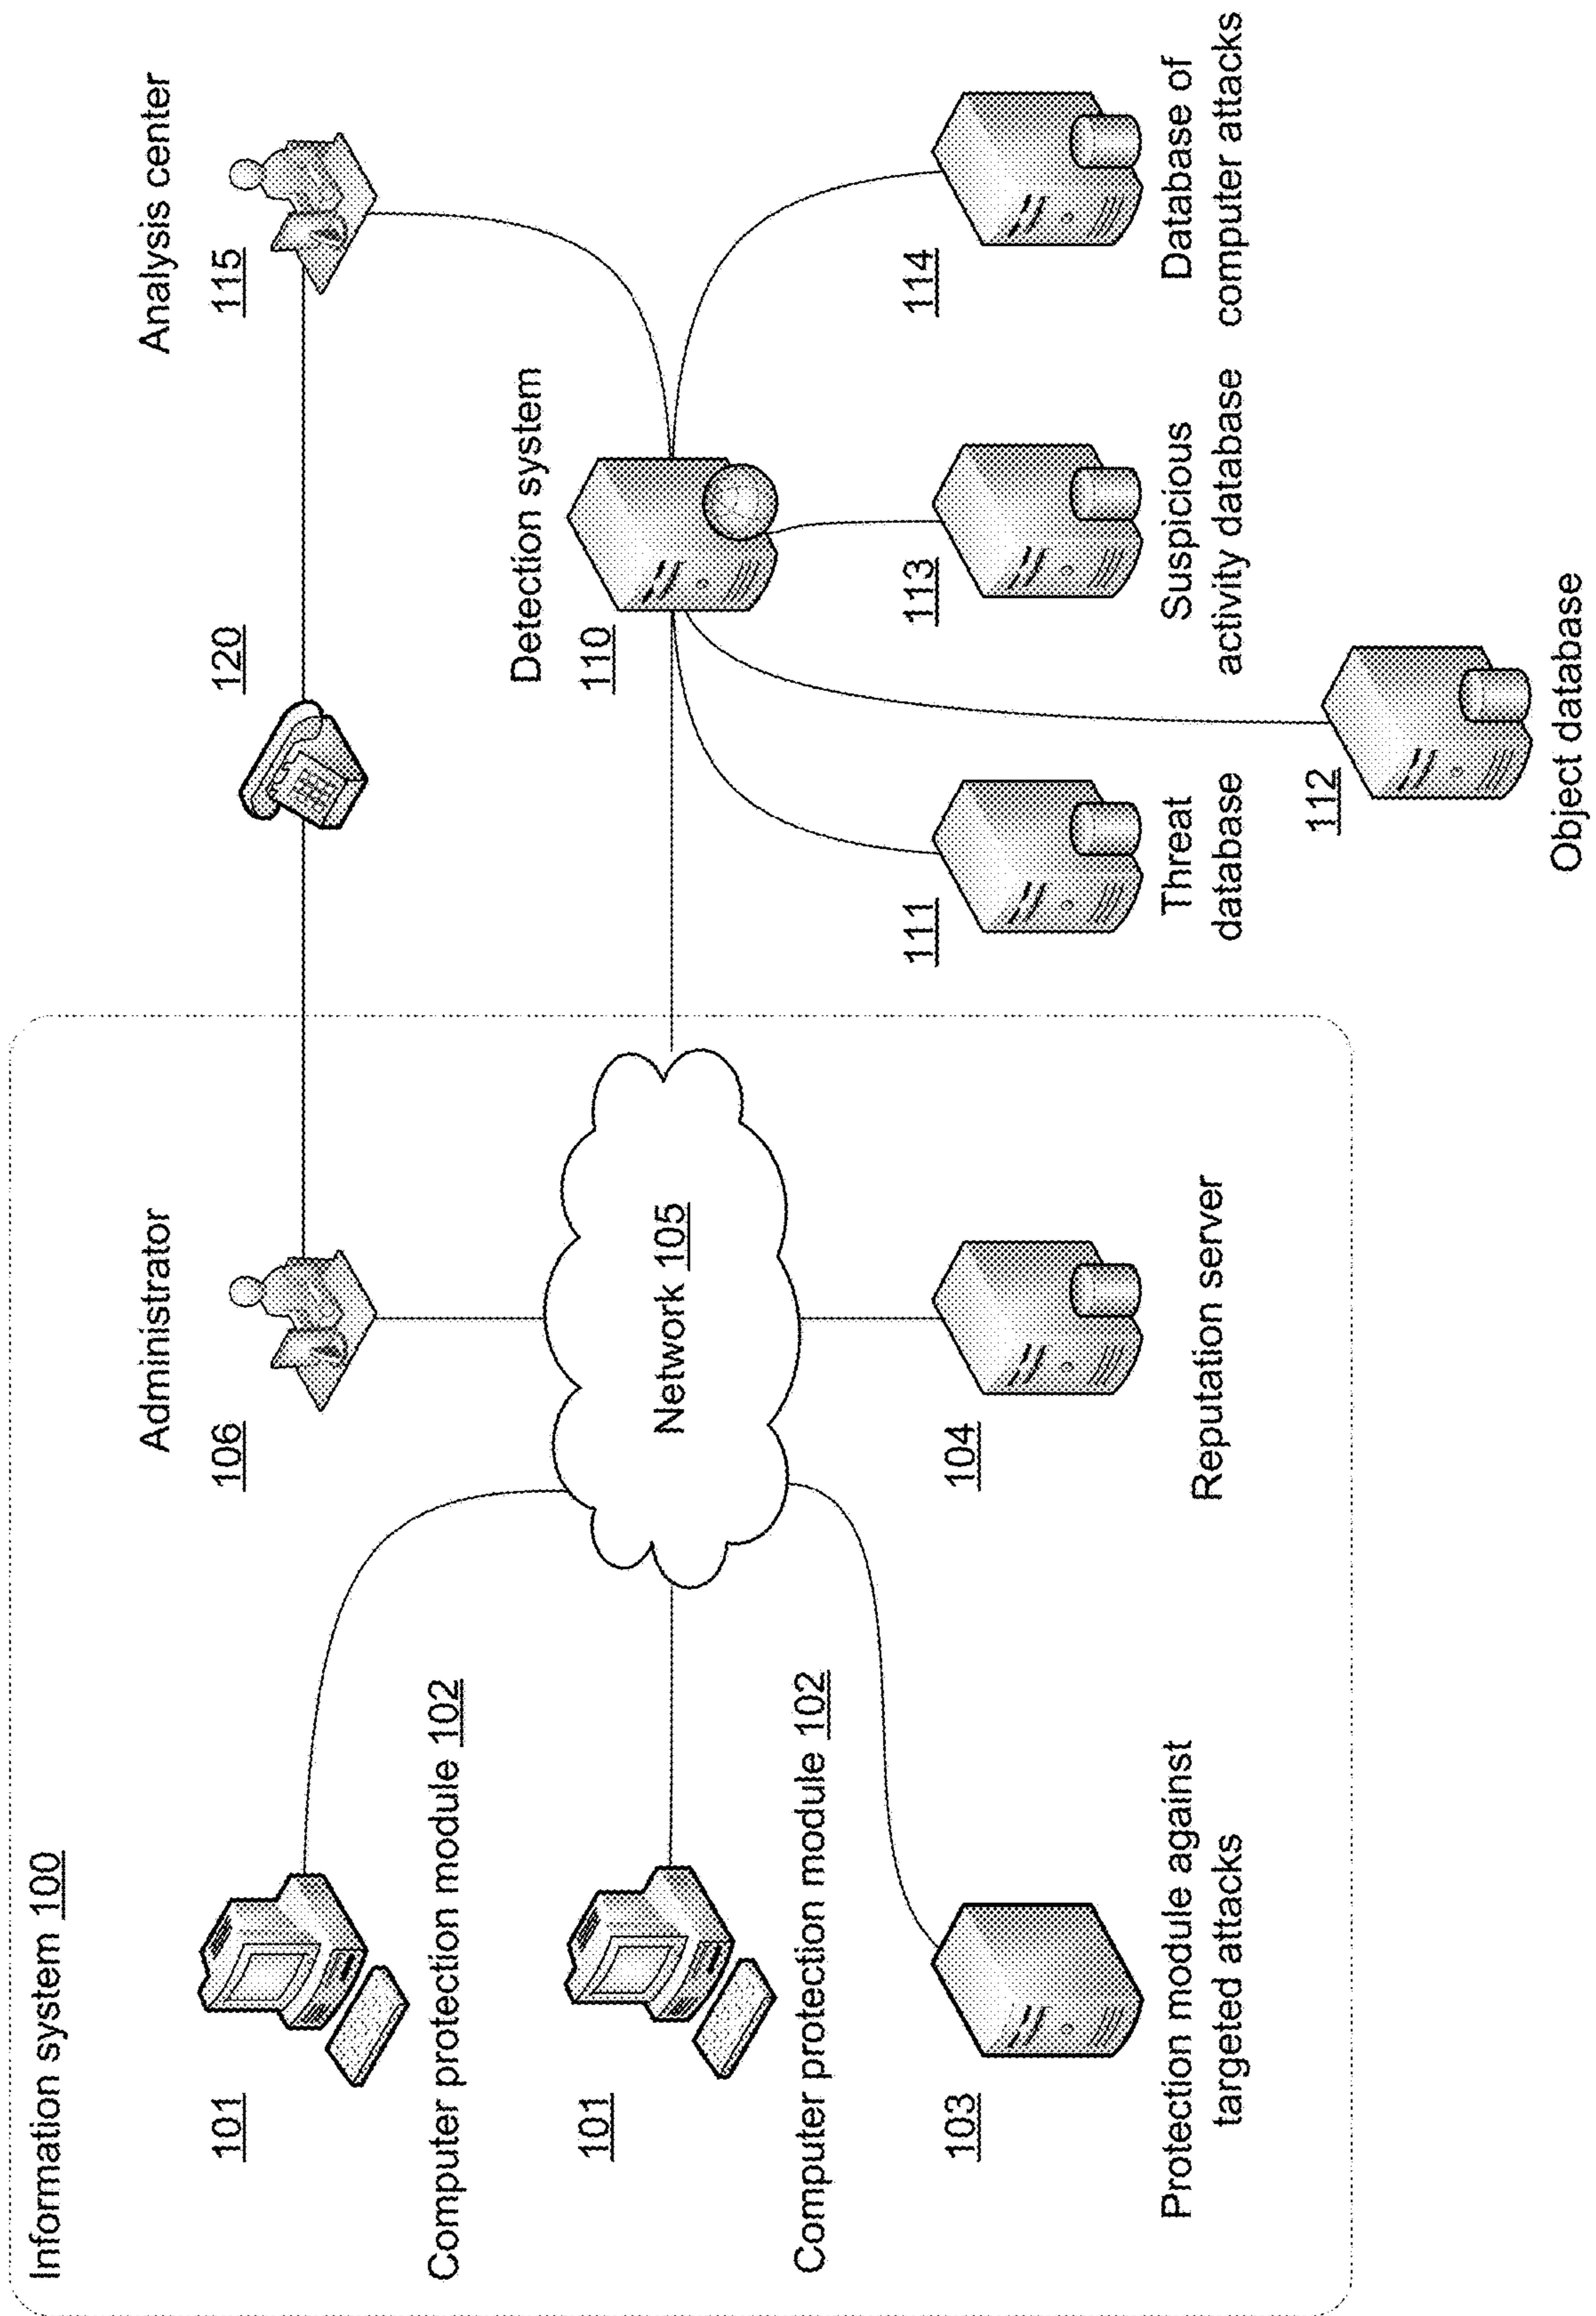 Information system 100
101
Computer protection module 102
101
Computer protection module 102
103
Protection module against
targeted attacks
Administrator
106
Network 105
104
Reputation server
120
Analysis center
115
Detection system
110
111
Threat
database
112
Object database
113
Suspicious
activity database
114
Database of
computer attacks